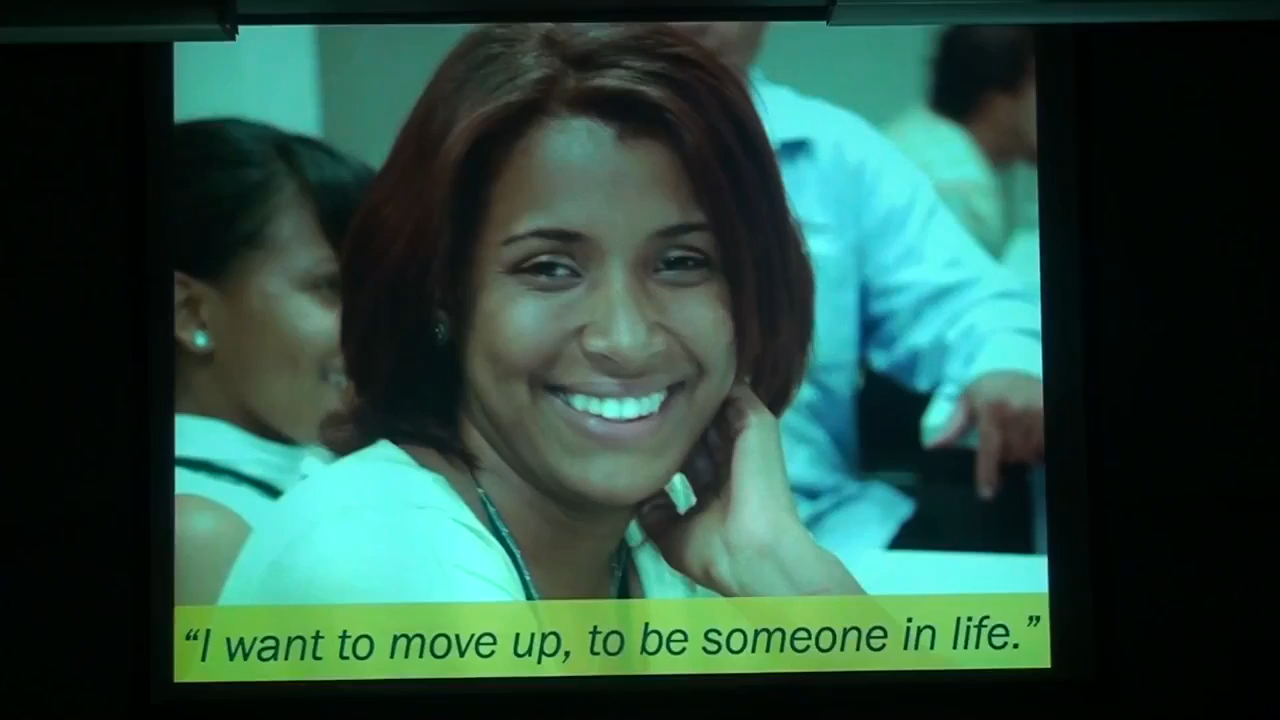 “I want to move up, to be someone in life.”